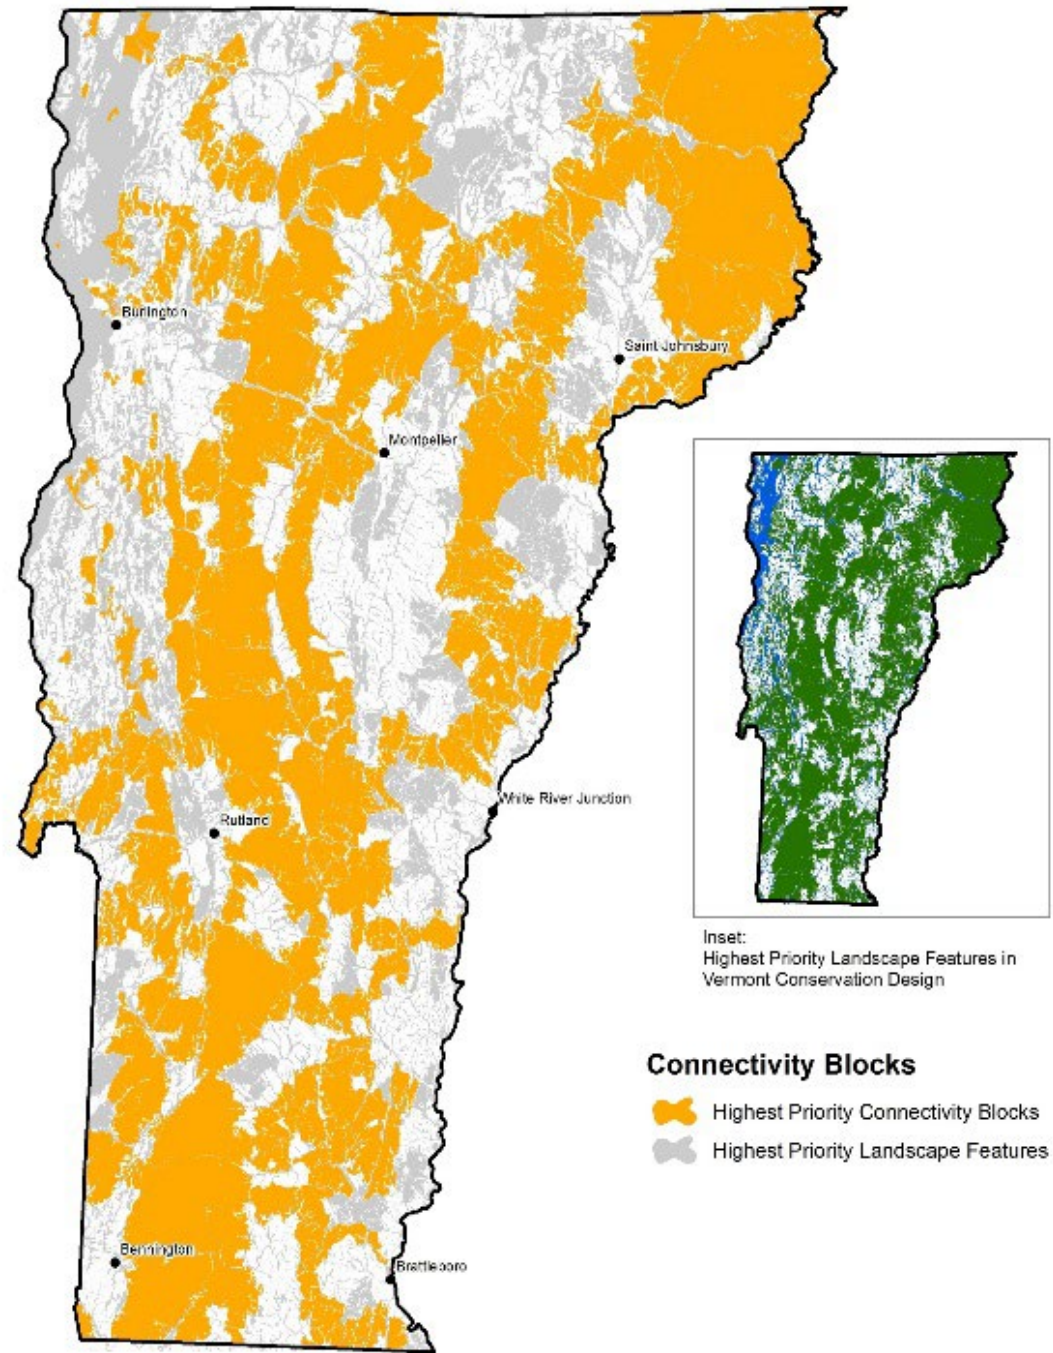 Burlington
Saint Johnsbury
Montpelier
White River Junction
Rutland
Inset:
Highest Priority Landscape Features in
Vermont Conservation Design
Connectivity Blocks
Highest Priority Connectivity Blocks
Highest Priority Landscape Features
Bennington
Brattleboro